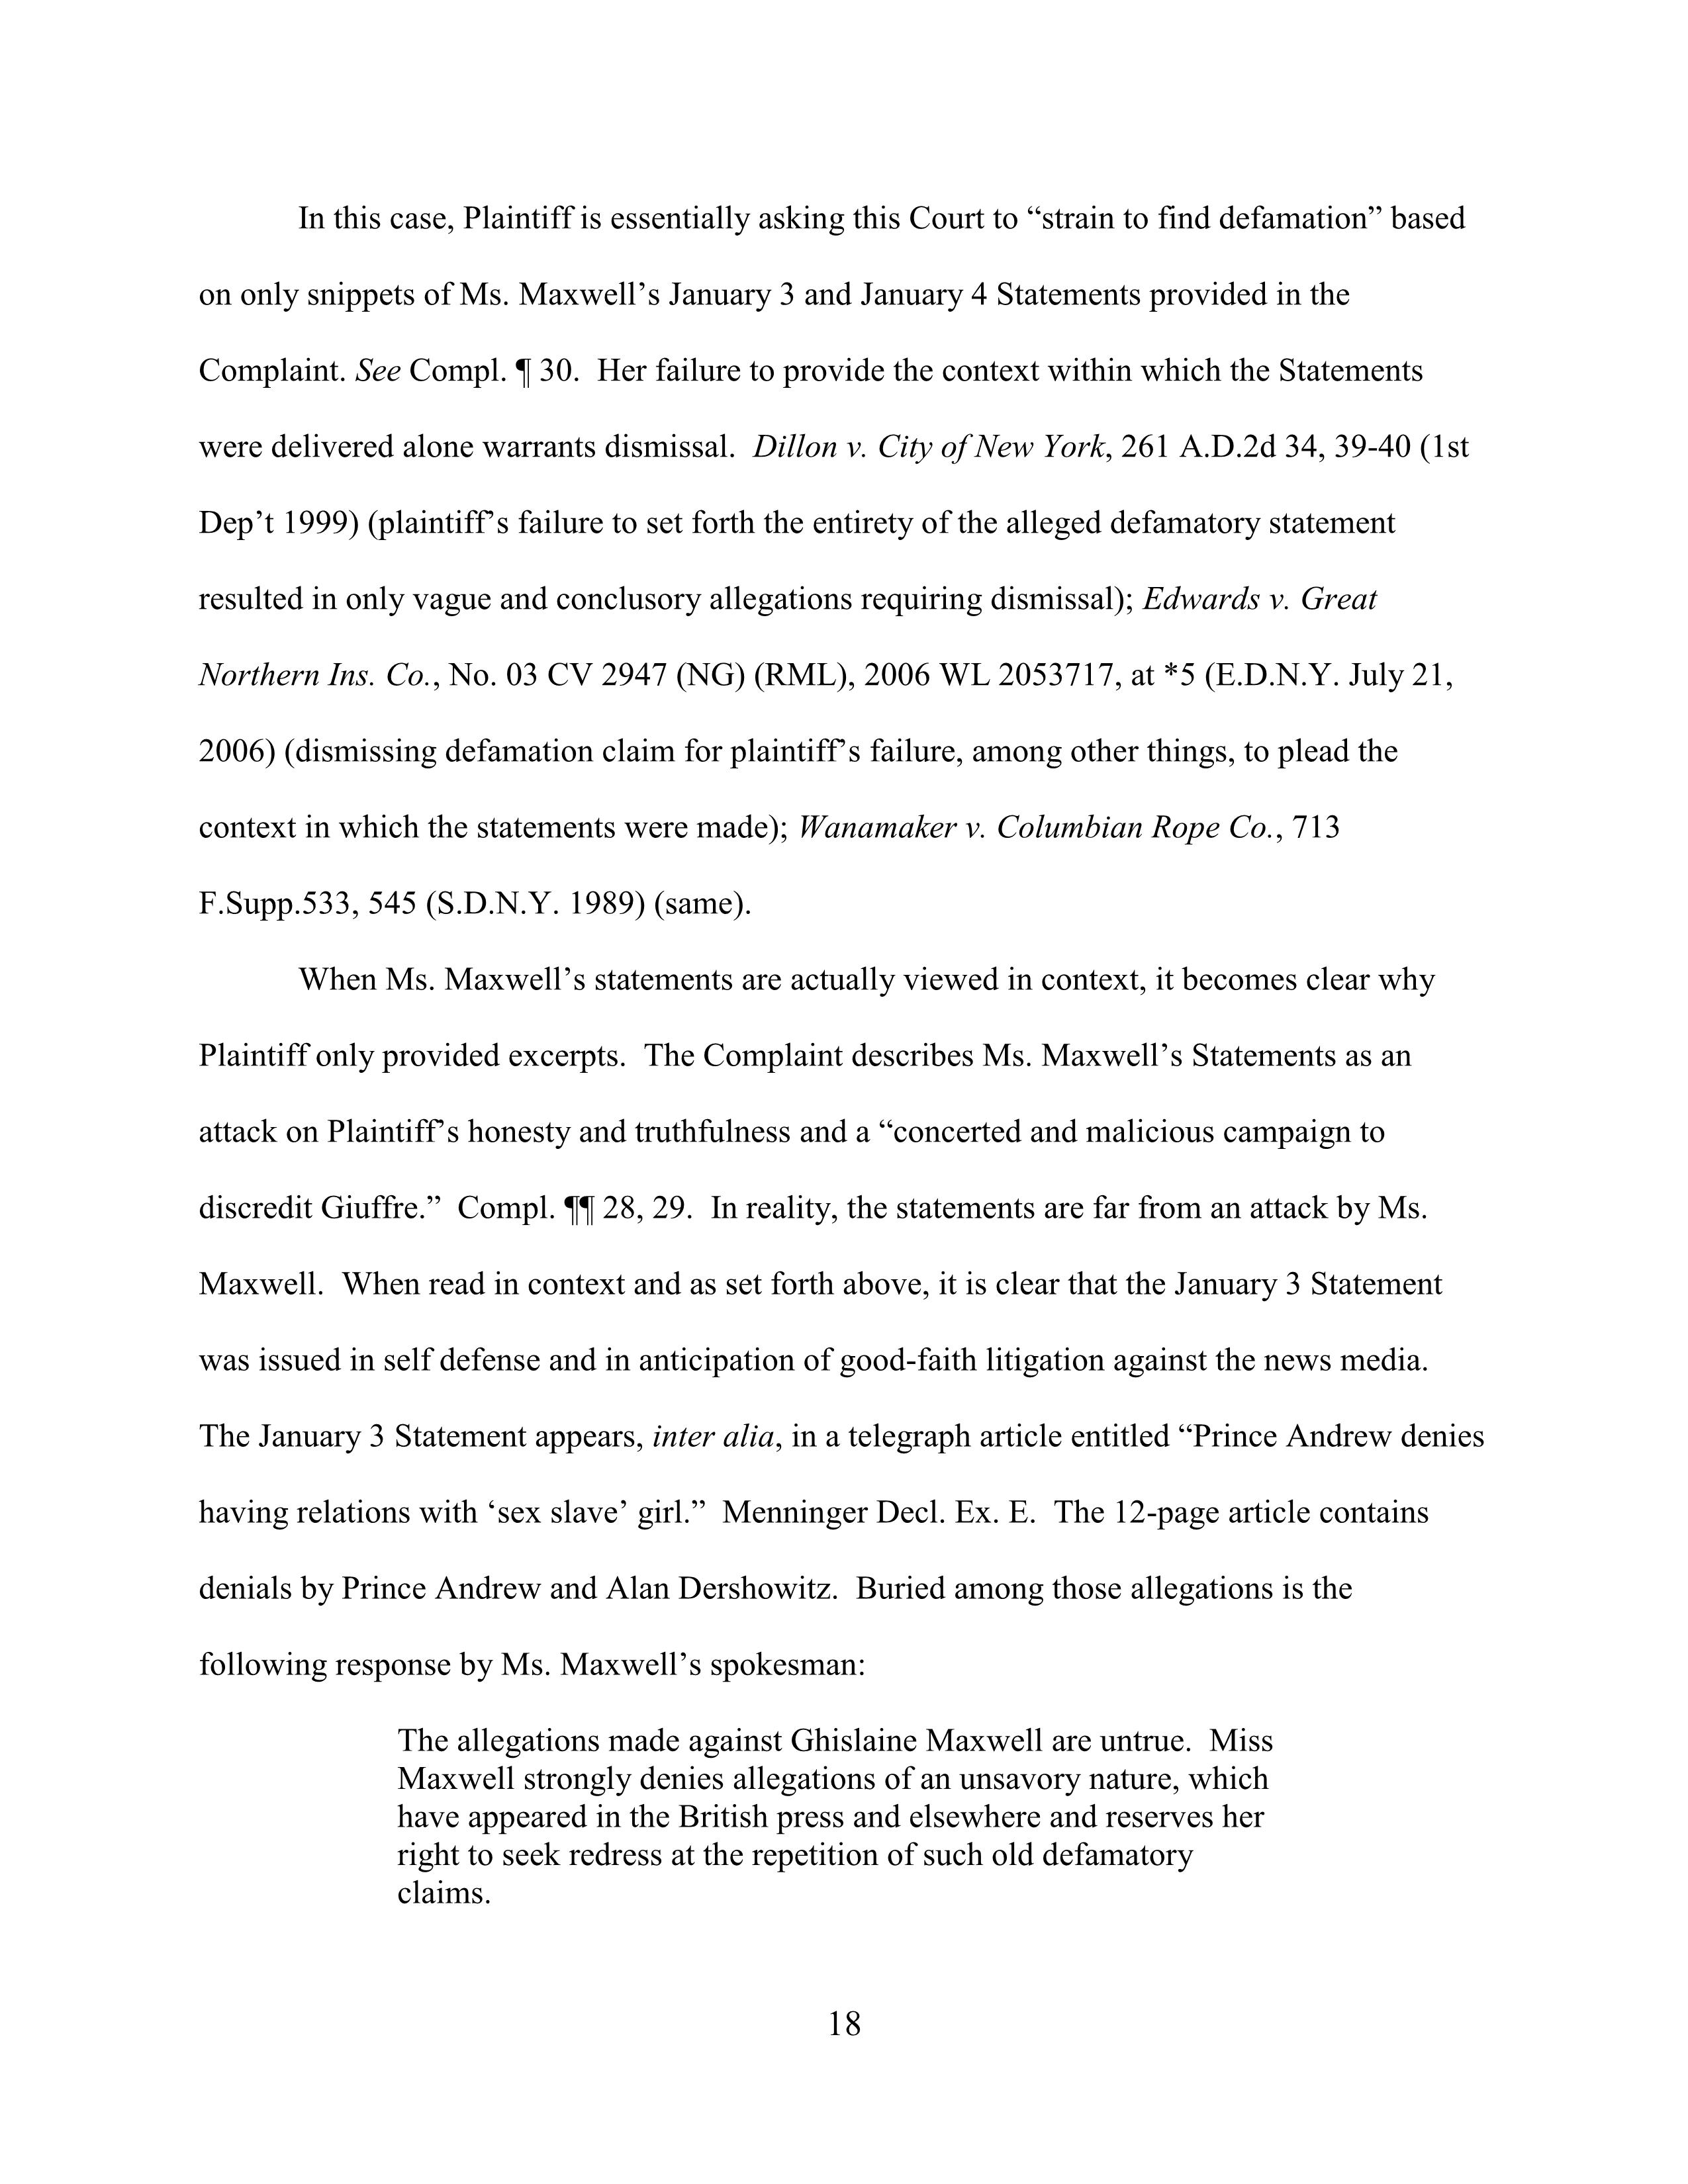 In this case, Plaintiff is essentially asking this Court to “strain to find defamation” based
on only snippets of Ms. Maxwell’s January 3 and January 4 Statements provided in the
Complaint. See Compl. ¶ 30.  Her failure to provide the context within which the Statements
were delivered alone warrants dismissal.  Dillon v. City of New York, 261 A.D.2d 34, 39-40 (1st
Dep’t 1999) (plaintiff’s failure to set forth the entirety of the alleged defamatory statement
resulted in only vague and conclusory allegations requiring dismissal); Edwards v. Great
Northern Ins. Co., No. 03 CV 2947 (NG) (RML), 2006 WL 2053717, at *5 (E.D.N.Y. July 21,
2006) (dismissing defamation claim for plaintiff’s failure, among other things, to plead the
context in which the statements were made); Wanamaker v. Columbian Rope Co., 713
F.Supp.533, 545 (S.D.N.Y. 1989) (same).
When Ms. Maxwell’s statements are actually viewed in context, it becomes clear why
Plaintiff only provided excerpts.  The Complaint describes Ms. Maxwell’s Statements as an
attack on Plaintiff’s honesty and truthfulness and a “concerted and malicious campaign to
discredit Giuffre.”  Compl. ¶¶ 28, 29.  In reality, the statements are far from an attack by Ms.
Maxwell.  When read in context and as set forth above, it is clear that the January 3 Statement
was issued in self defense and in anticipation of good-faith litigation against the news media.
The January 3 Statement appears, inter alia, in a telegraph article entitled “Prince Andrew denies
having relations with ‘sex slave’ girl.”  Menninger Decl. Ex. E.  The 12-page article contains
denials by Prince Andrew and Alan Dershowitz.  Buried among those allegations is the
following response by Ms. Maxwell’s spokesman:
The allegations made against Ghislaine Maxwell are untrue.  Miss
Maxwell strongly denies allegations of an unsavory nature, which
have appeared in the British press and elsewhere and reserves her
right to seek redress at the repetition of such old defamatory
claims.
18